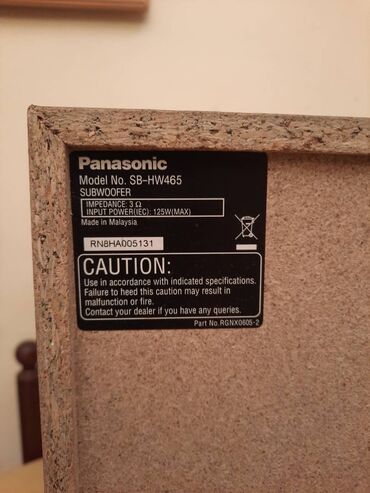 Panasonic
Model No. SB-HW465
SUBWOOFER
IMPEDANCE: 3 Ω
INPUT POWER(IEC): 125W(MAX)
Made in Malaysia
RN8HA005131
CAUTION:
Use in accordance with indicated specifications.
Failure to heed this caution may result in
malfunction or fire.
Contact your dealer if you have any queries.
Part No.RGNX0605-2